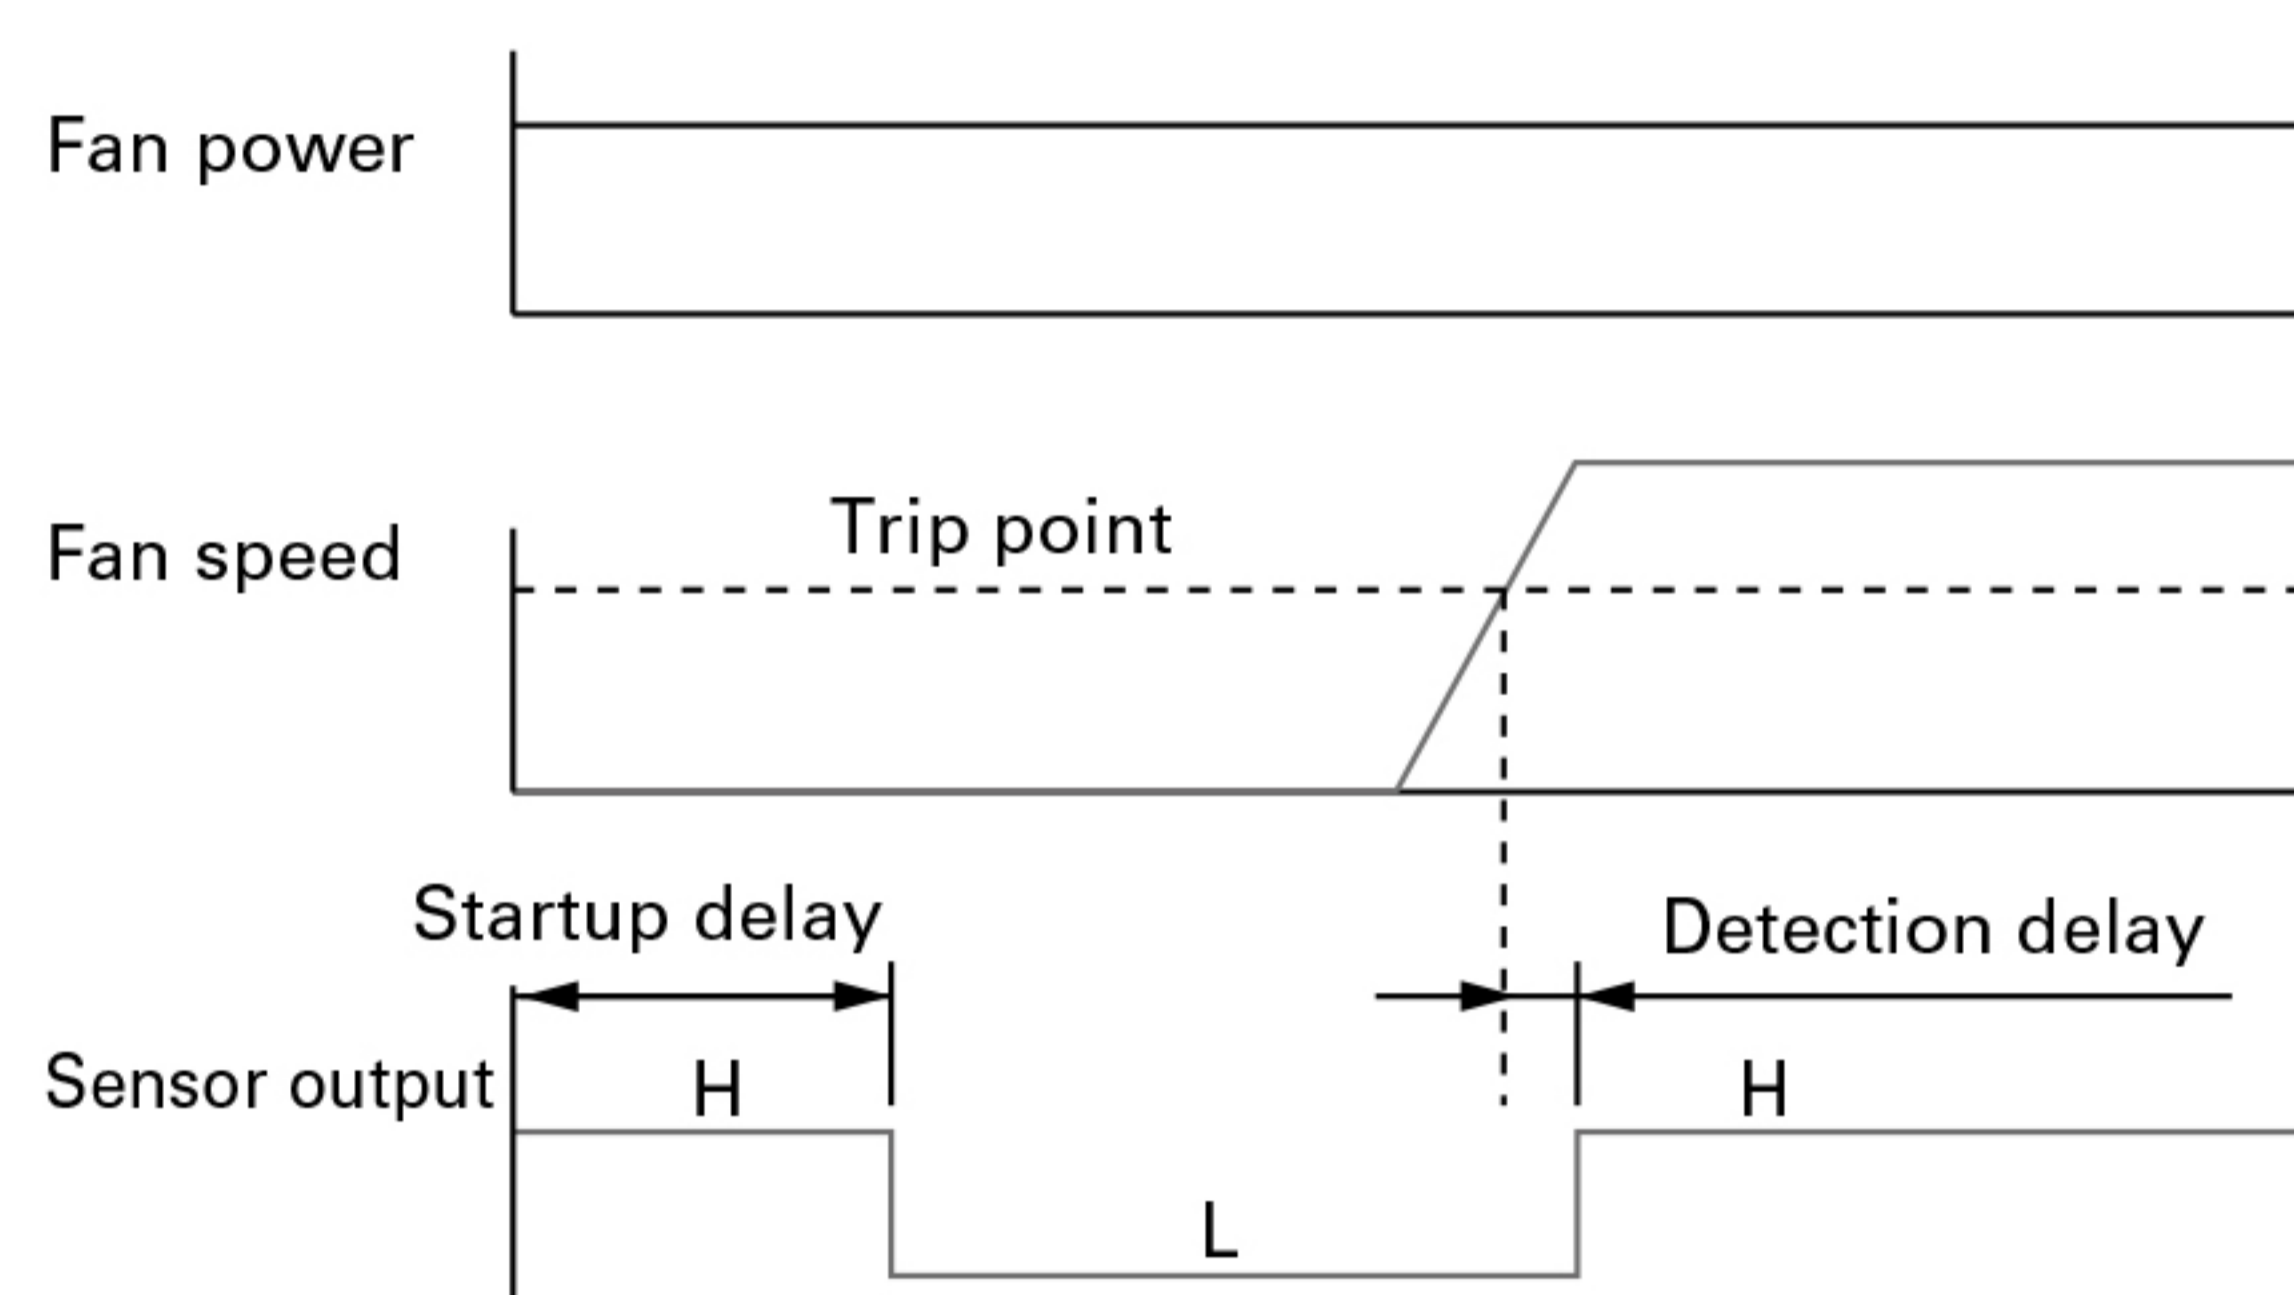 Fan power
Trip point
Fan speed
Startup delay
Detection delay
Sensor output
H
H
L